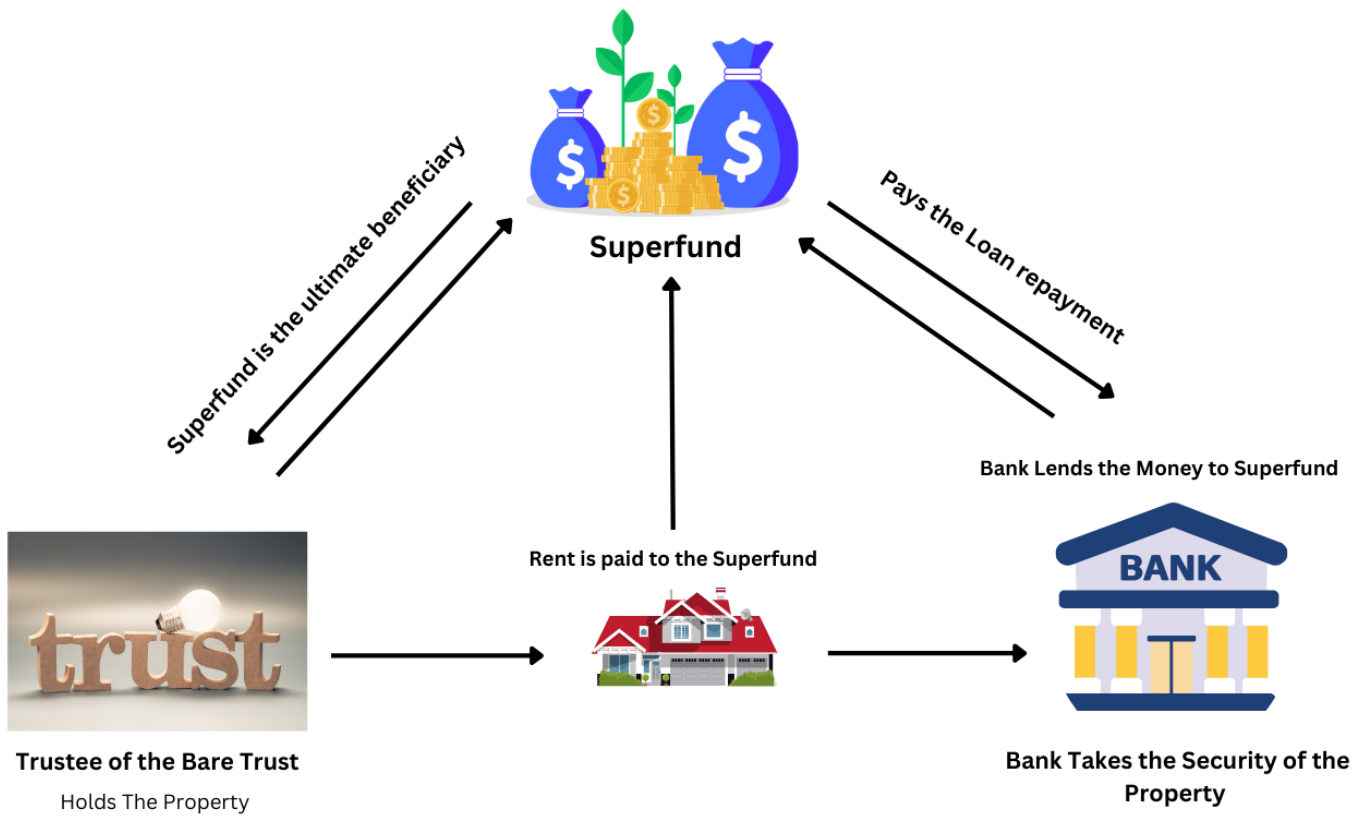 Superfund is the ultimate beneficiary
$
$
$
$
Superfund
Pays the Loan repayment
Bank Lends the Money to Superfund
BANK
Rent is paid to the Superfund
trust
Trustee of the Bare Trust
Holds The Property
Bank Takes the Security of the
Property